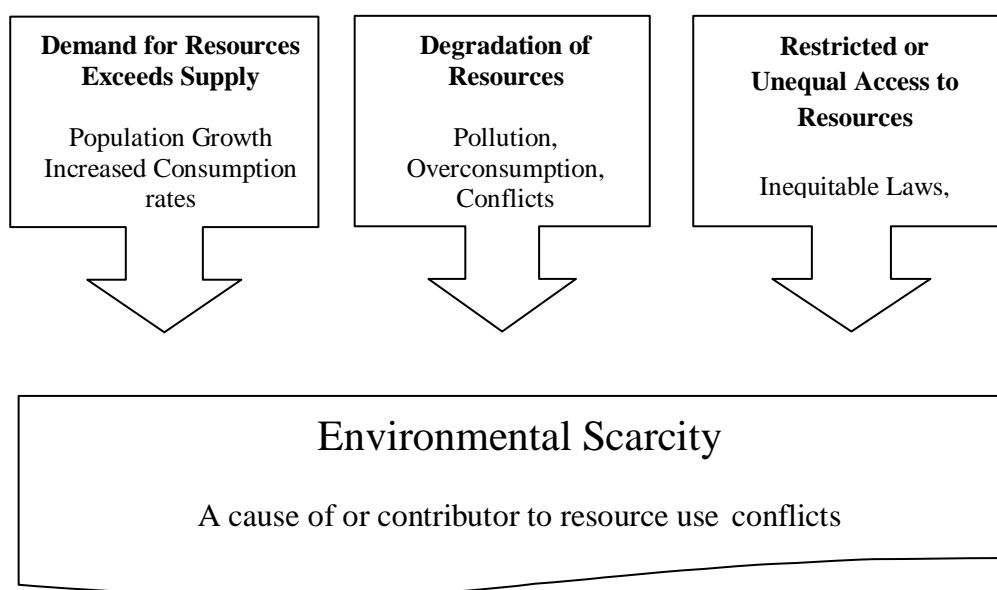 Demand for Resources
Exceeds Supply
Population Growth
Increased Consumption
rates
Degradation of
Resources
Pollution,
Overconsumption,
Conflicts
Restricted or
Unequal Access to
Resources
Inequitable Laws,
Environmental Scarcity
A cause of or contributor to resource use conflicts